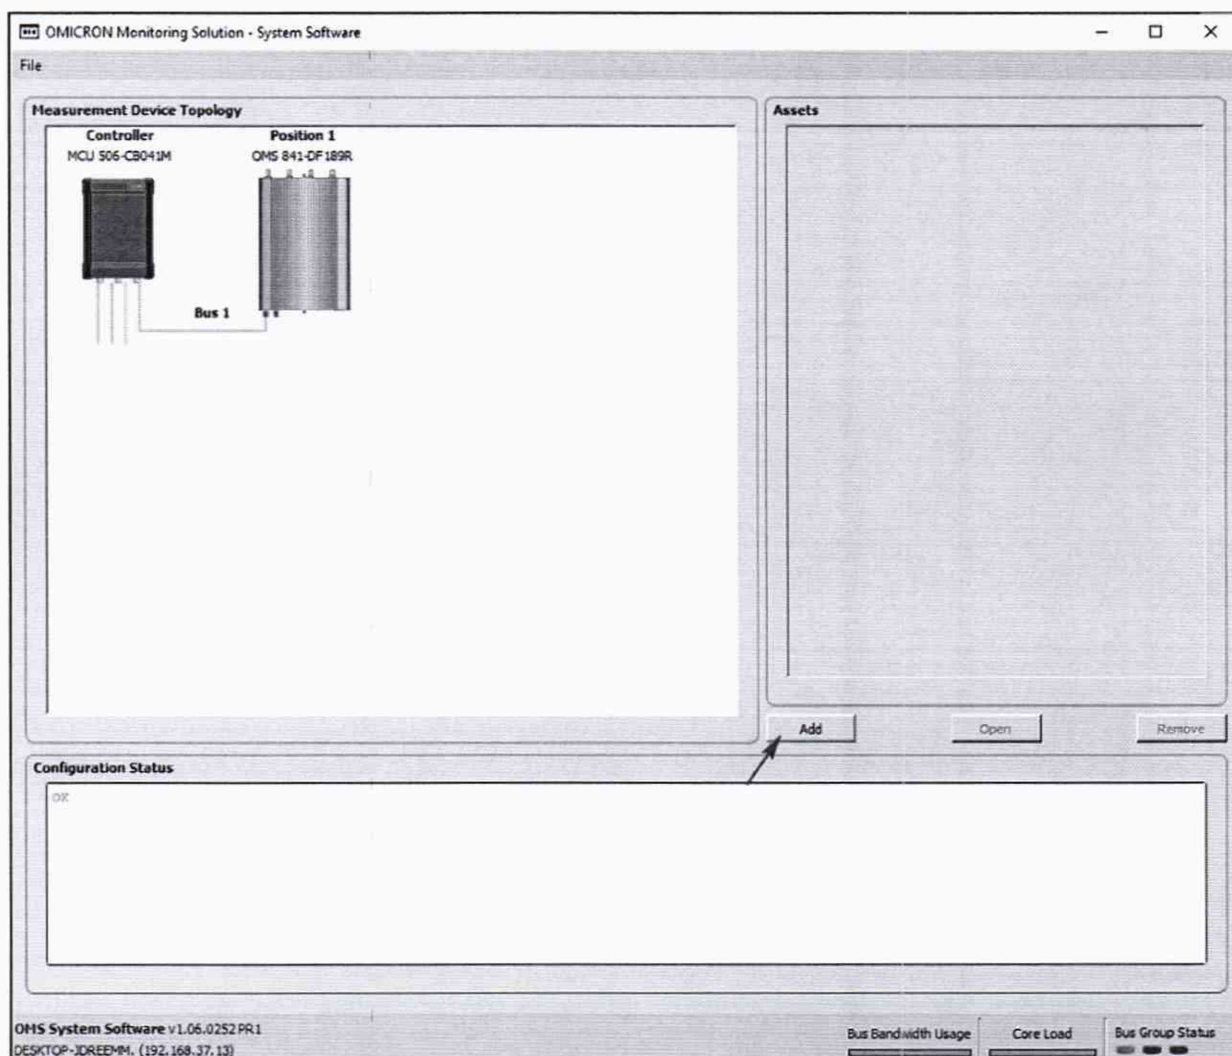 OMICRON Monitoring Solution - System Software
File
Measurement Device Topology
Controller
MCU 506-CB041M
Position 1
OMS 841-DF189R
Bus 1
Assets
Add
Open
Remove
Configuration Status
OK
OMS System Software v1.06.0252 PR1
DESKTOP-JDREEMM. (192.168.37.13)
Bus Bandwidth Usage
Core Load
Bus Group Status